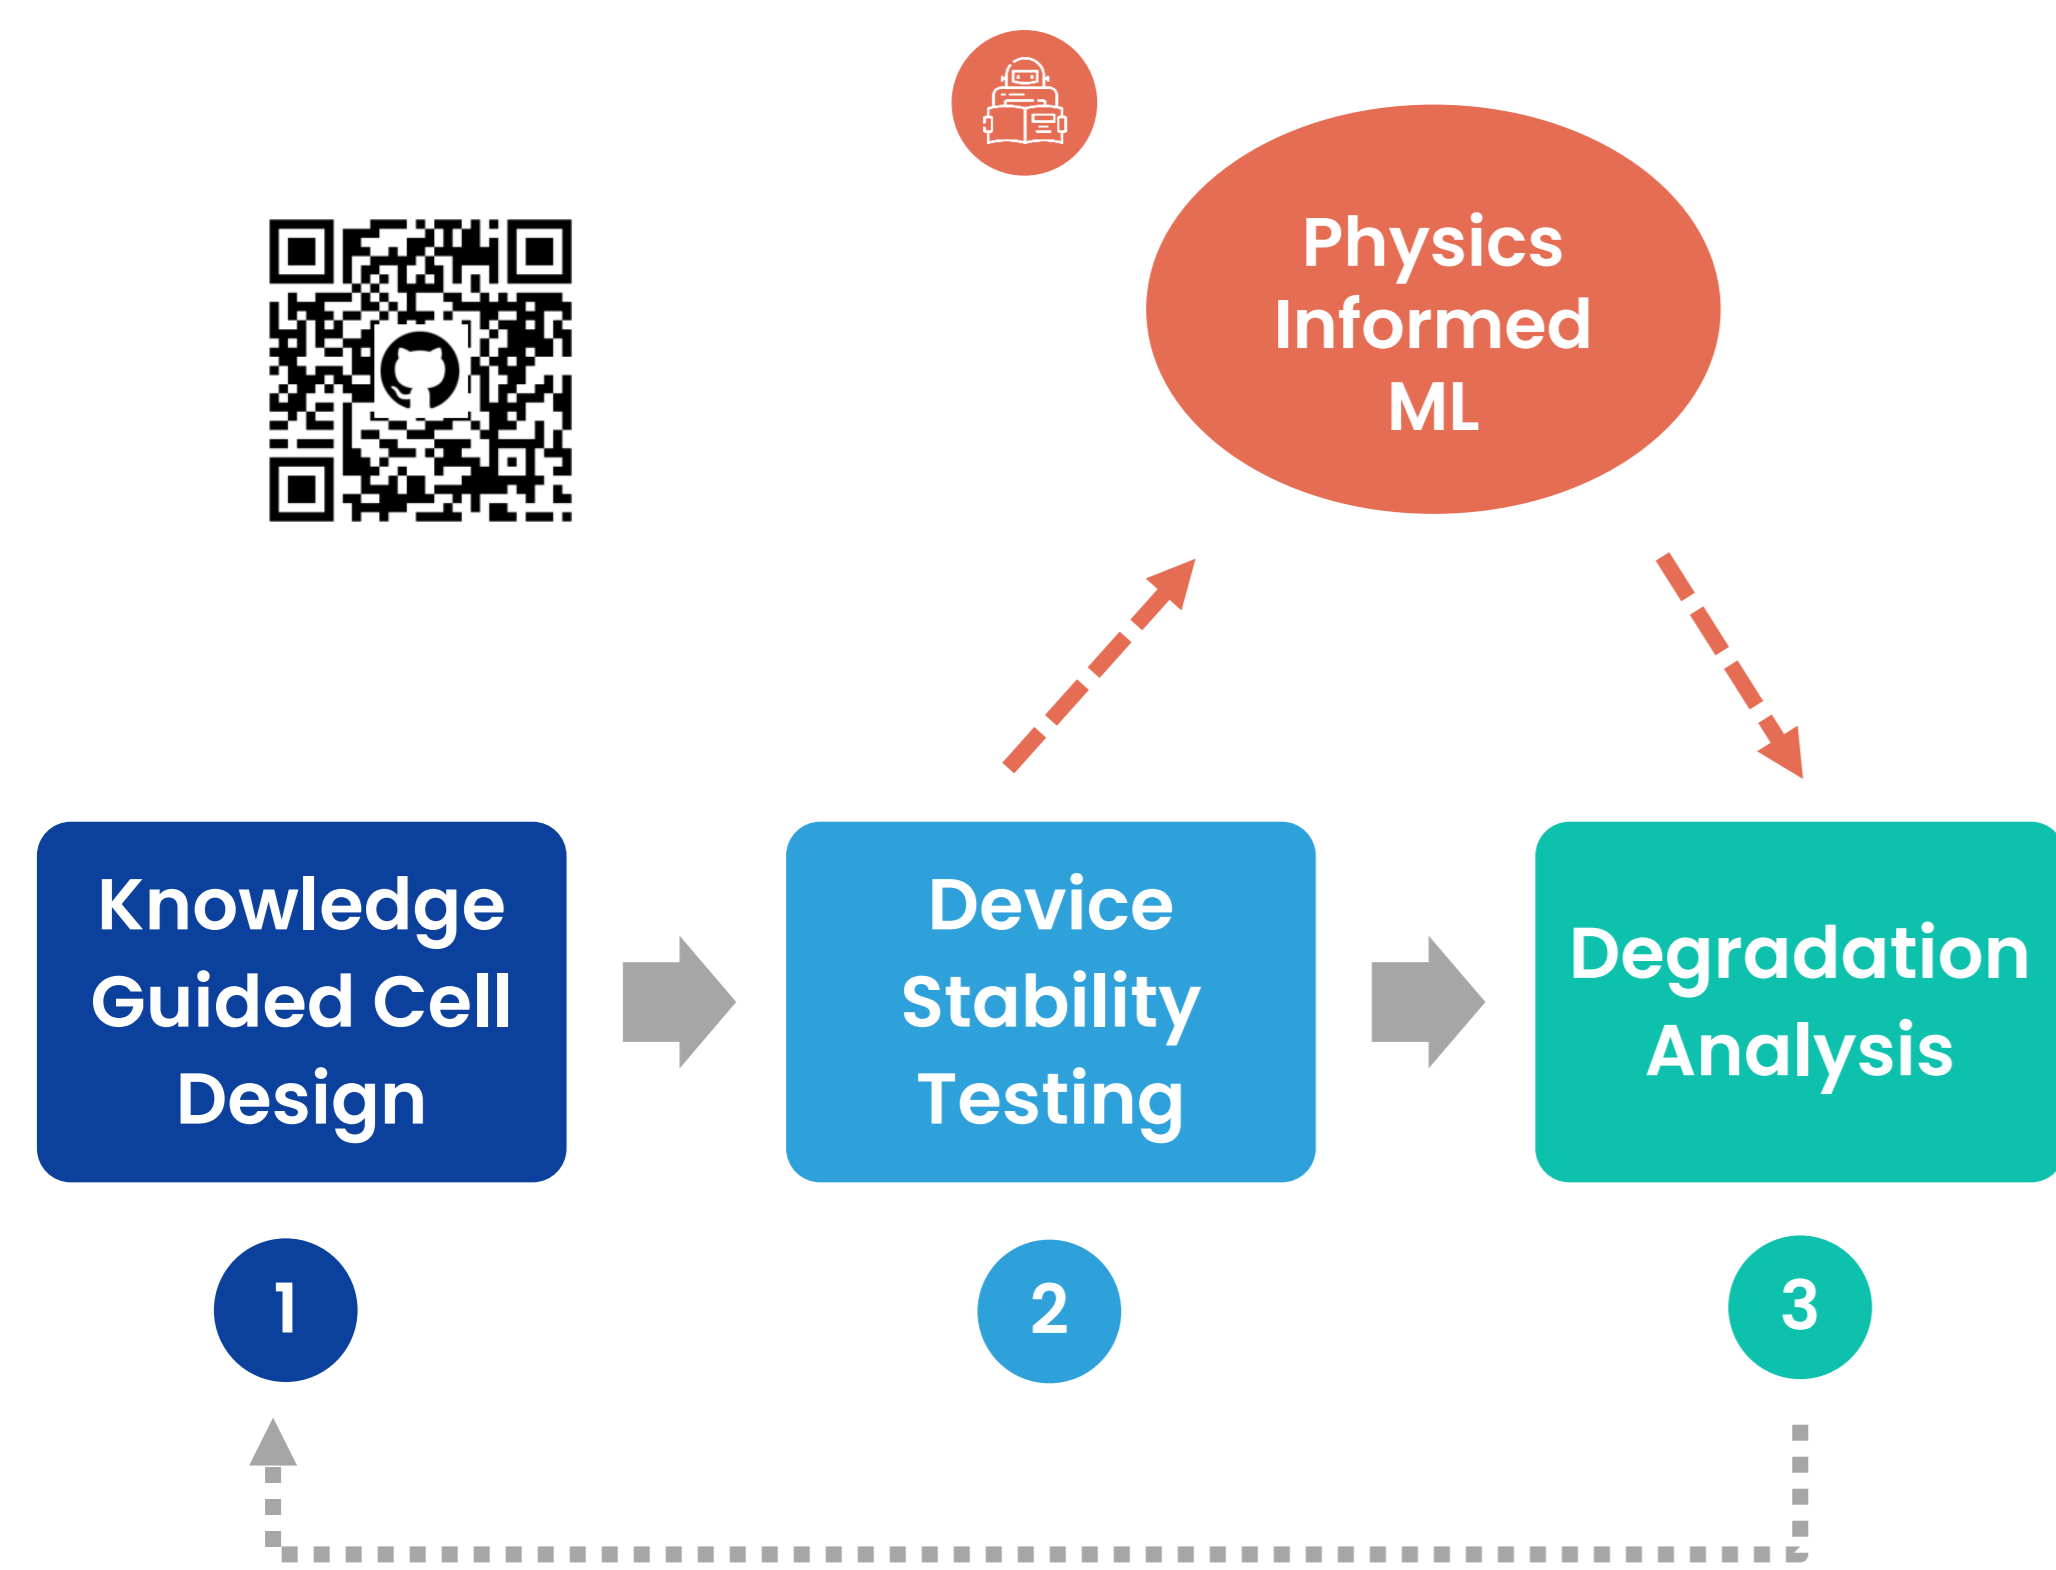 Physics
Informed
ML
Knowledge
Guided Cell
Design
Device
Stability
Testing
Degradation
Analysis
1
2
3